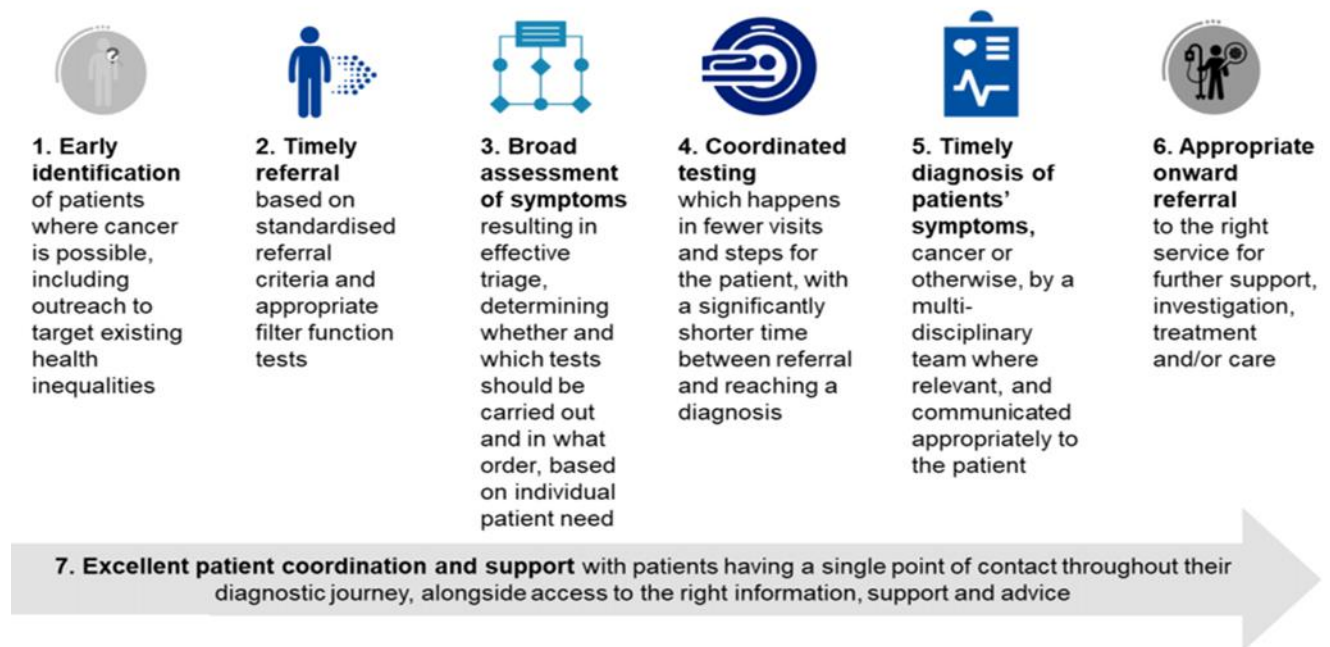 1. Early
identification
of patients
where cancer
is possible,
including
outreach to
target existing
health
inequalities
2. Timely
referral
based on
standardised
referral
criteria and
appropriate
filter function
tests
3. Broad
assessment
of symptoms
resulting in
effective
triage,
determining
whether and
which tests
should be
carried out
and in what
order, based
on individual
patient need
4. Coordinated
testing
which happens
in fewer visits
and steps for
the patient, with
a significantly
shorter time
between referral
and reaching a
diagnosis
5. Timely
diagnosis of
patients’
symptoms,
cancer or
otherwise, by a
multi-
disciplinary
team where
relevant, and
communicated
appropriately to
the patient
6. Appropriate
onward
referral
to the right
service for
further support,
investigation,
treatment
and/or care
7. Excellent patient coordination and support with patients having a single point of contact throughout their
diagnostic journey, alongside access to the right information, support and advice